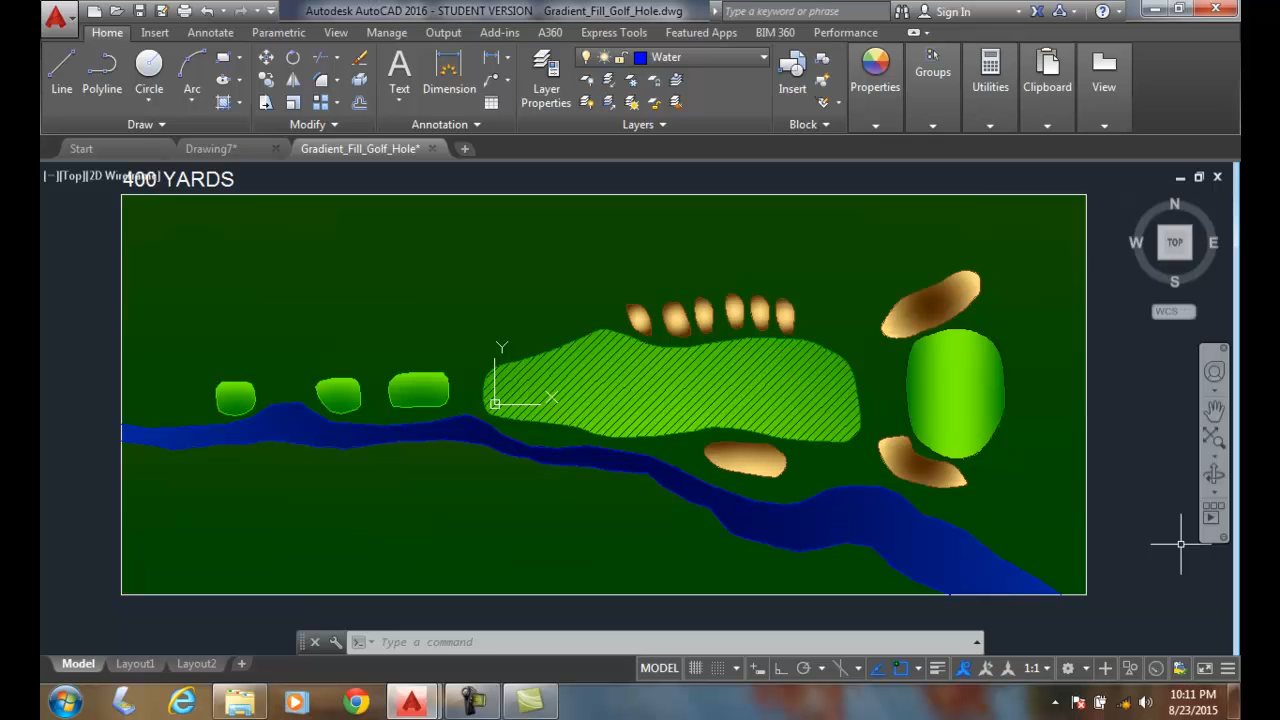 Autodesk AutoCAD 2016 - STUDENT VERSION Gradient_Fill_Golf_Hole.dwg
Type a keyword or phrase
Sign In
Home Insert Annotate Parametric View Manage Output Add-ins A360 Express Tools Featured Apps BIM 360 Performance
Water
Line Polyline Circle Arc
Text Dimension
Layer Properties
Insert
Properties Groups Utilities Clipboard View
Draw Modify Annotation Layers Block
Start Drawing7* Gradient_Fill_Golf_Hole*
[−][Top][2D Wireframe]
400 YARDS
N
W TOP E
S
WCS
Y
X
Type a command
Model Layout1 Layout2
MODEL 1:1
10:11 PM
8/23/2015